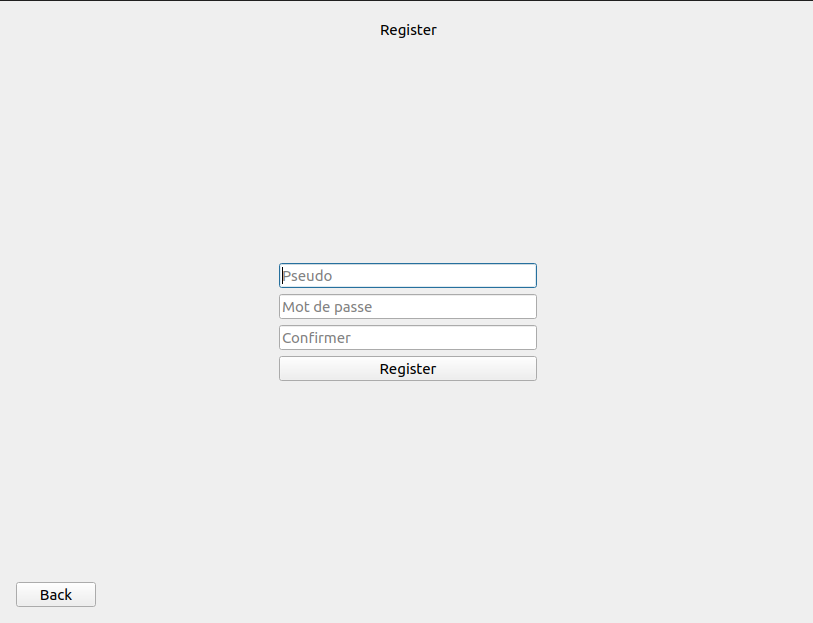 Register
Pseudo
Mot de passe
Confirmer
Register
Back